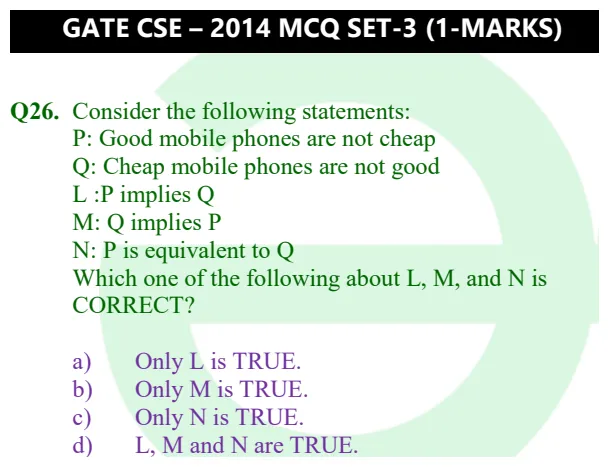 GATE CSE – 2014 MCQ SET-3 (1-MARKS)
Q26. Consider the following statements:
P: Good mobile phones are not cheap
Q: Cheap mobile phones are not good
L :P implies Q
M: Q implies P
N: P is equivalent to Q
Which one of the following about L, M, and N is
CORRECT?
a) Only L is TRUE.
b) Only M is TRUE.
c) Only N is TRUE.
d) L, M and N are TRUE.